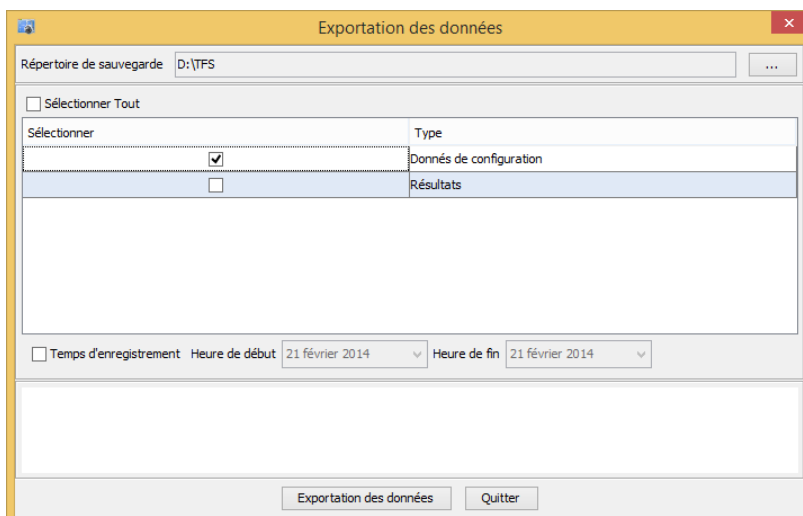 Exportation des données
Répertoire de sauvegarde D:\TFS ...
Sélectionner Tout
Sélectionner Type
Donnés de configuration
Résultats
Temps d'enregistrement Heure de début 21 février 2014 Heure de fin 21 février 2014
Exportation des données Quitter